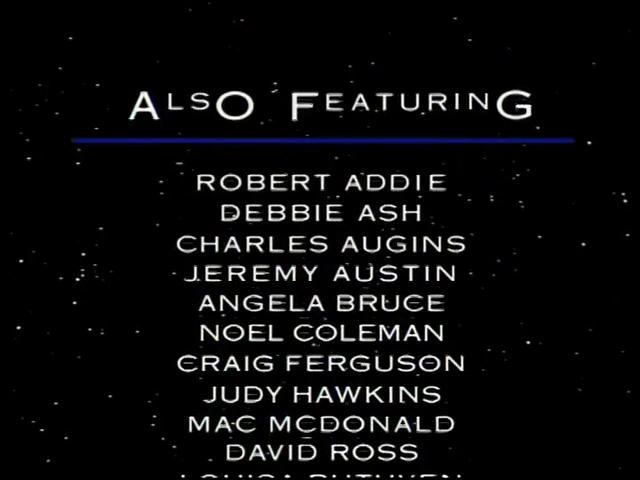 ALSO FEATURING
ROBERT ADDIE
DEBBIE ASH
CHARLES AUGINS
JEREMY AUSTIN
ANGELA BRUCE
NOEL COLEMAN
CRAIG FERGUSON
JUDY HAWKINS
MAC MCDONALD
DAVID ROSS